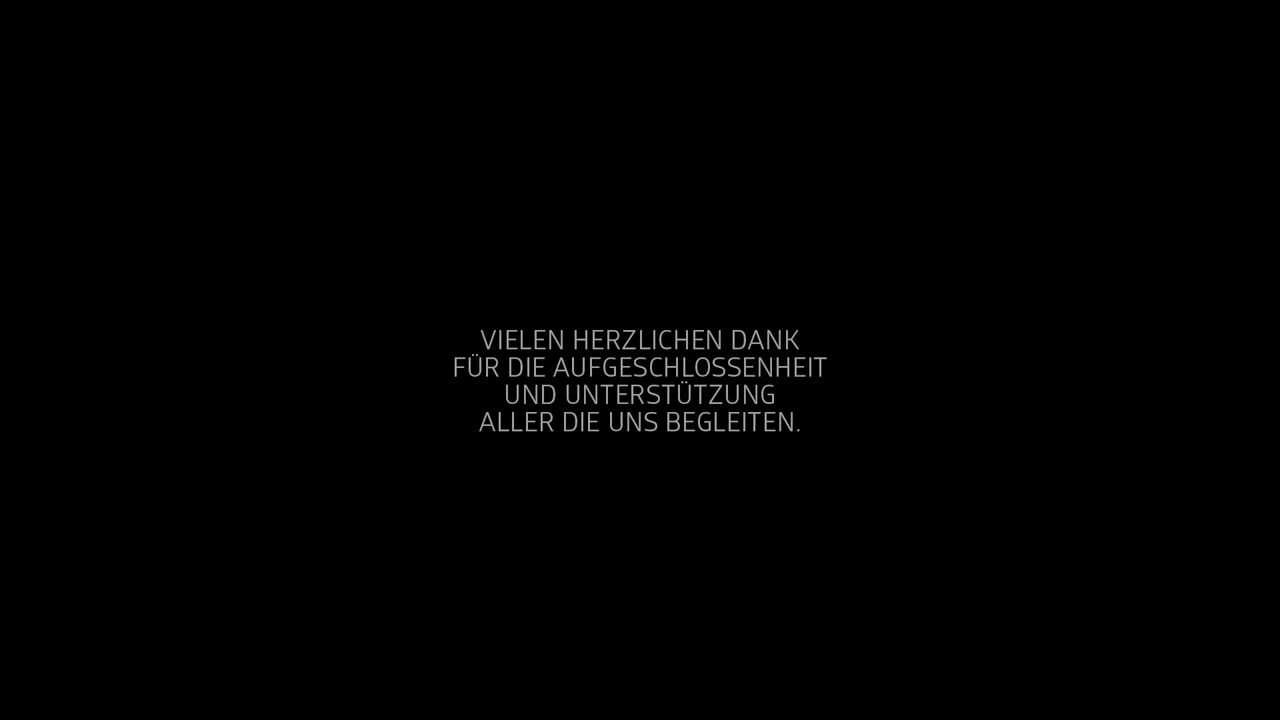 VIELEN HERZLICHEN DANK
FÜR DIE AUFGESCHLOSSENHEIT
UND UNTERSTÜTZUNG
ALLER DIE UNS BEGLEITEN.